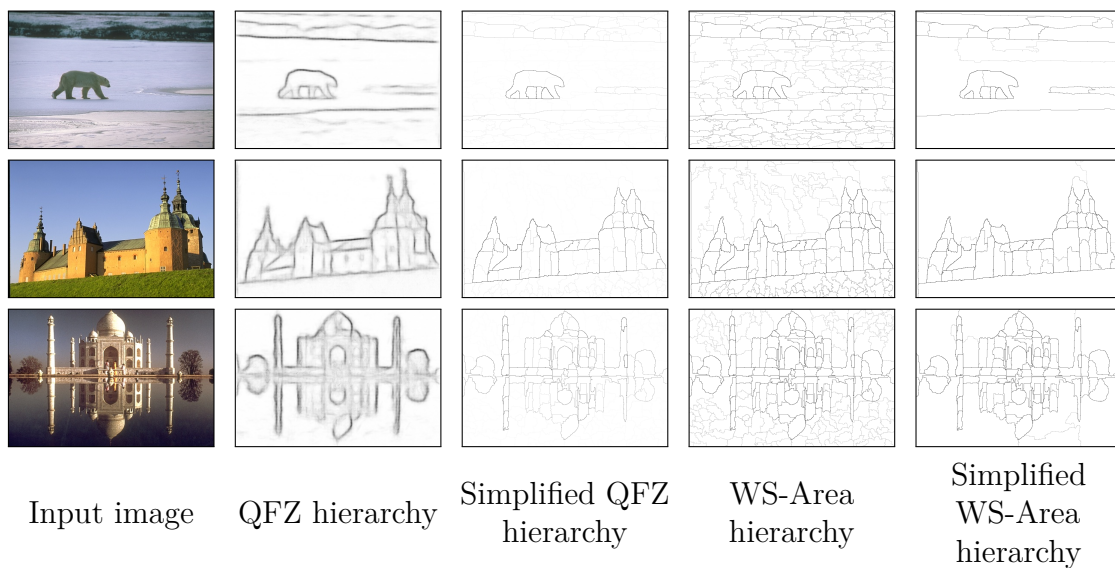 Input image
QFZ hierarchy
Simplified QFZ
hierarchy
WS-Area
hierarchy
Simplified
WS-Area
hierarchy